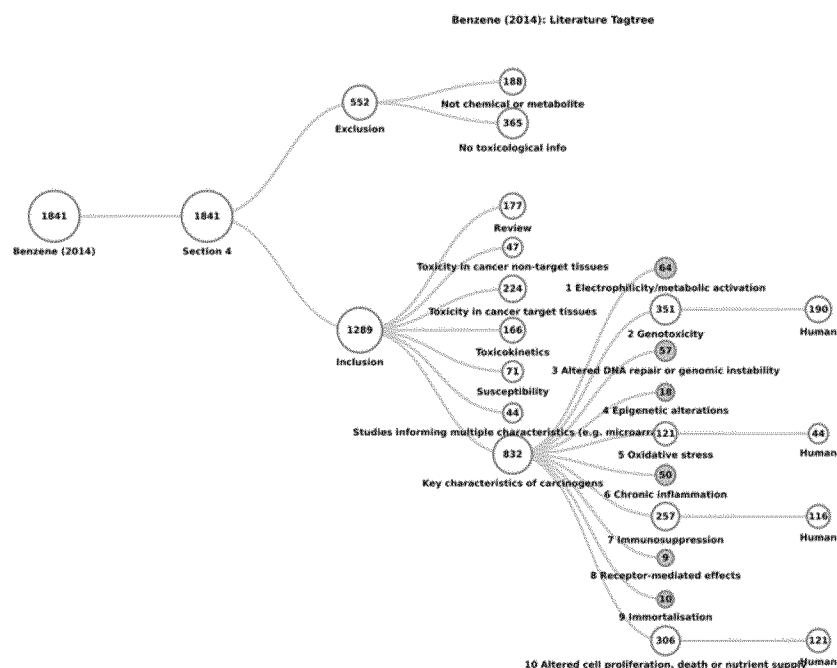 Benzene (2014): Literature Tagtree
188
552
Not chemical or metabolite
365
Exclusion
No toxicological info
177
1841
1841
Review
Benzene (2014)
Section 4
47
Toxicity in cancer non-target tissues
64
1 Electrophilicity/metabolic activation
224
Toxicity in cancer target tissues
351
190
1289
166
2 Genotoxicity
Human
Inclusion
Toxicokinetics
57
71
3 Altered DNA repair or genomic instability
Susceptibility
18
44
4 Epigenetic alterations
Studies informing multiple characteristics (e.g. microarr
121
44
832
5 Oxidative stress
Human
50
Key characteristics of carcinogens
6 Chronic inflammation
257
116
7 Immunosuppression
Human
9
8 Receptor-mediated effects
10
9 Immortalisation
306
121
10 Altered cell proliferation, death or nutrient supply
Human